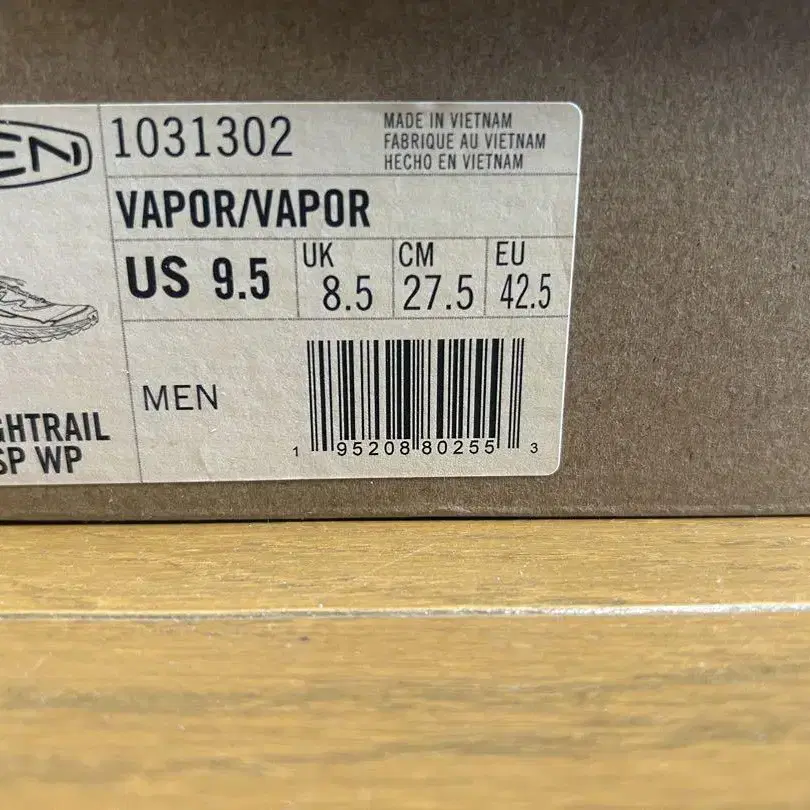 EN
1031302
MADE IN VIETNAM
FABRIQUE AU VIETNAM
HECHO EN VIETNAM
VAPOR/VAPOR
US 9.5
UK
8.5
CM
27.5
EU
42.5
MEN
GHTRAIL
SP WP
1 95208 80255 3